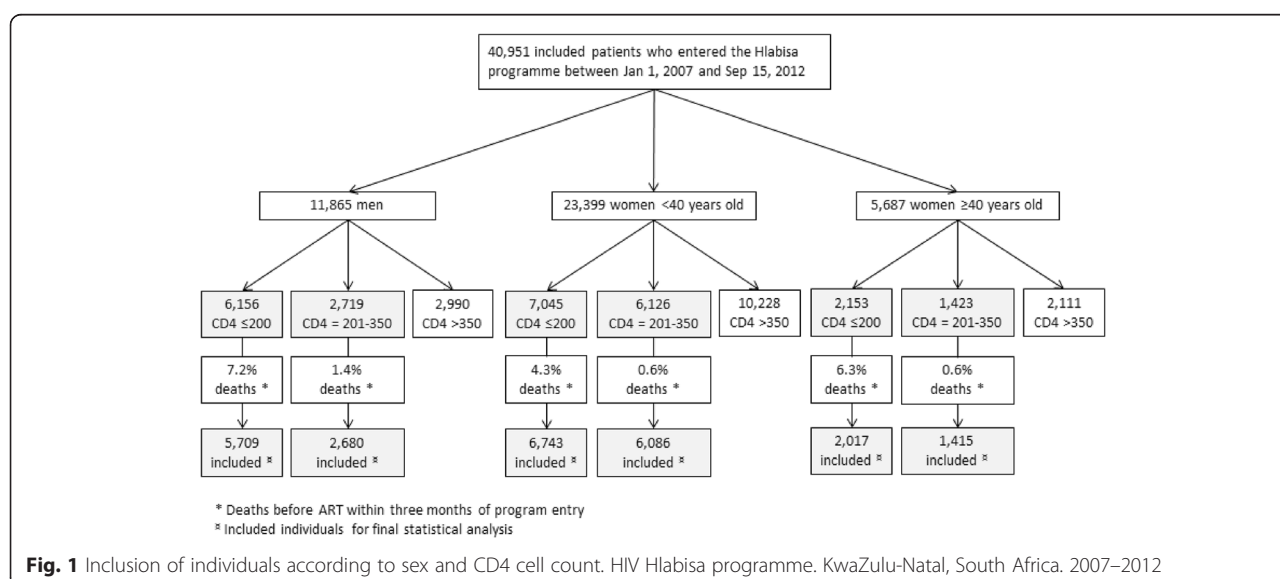 40,951 included patients who entered the Hlabisa
programme between Jan 1, 2007 and Sep 15, 2012
11,865 men
23,399 women <40 years old
5,687 women ≥40 years old
6,156
CD4 ≤200
2,719
CD4 = 201-350
2,990
CD4 >350
7,045
CD4 ≤200
6,126
CD4 = 201-350
10,228
CD4 >350
2,153
CD4 ≤200
1,423
CD4 = 201-350
2,111
CD4 >350
7.2%
deaths *
1.4%
deaths *
4.3%
deaths *
0.6%
deaths *
6.3%
deaths *
0.6%
deaths *
5,709
included ¤
2,680
included ¤
6,743
included ¤
6,086
included ¤
2,017
included ¤
1,415
included ¤
* Deaths before ART within three months of program entry
¤ Included individuals for final statistical analysis
Fig. 1 Inclusion of individuals according to sex and CD4 cell count. HIV Hlabisa programme. KwaZulu-Natal, South Africa. 2007–2012